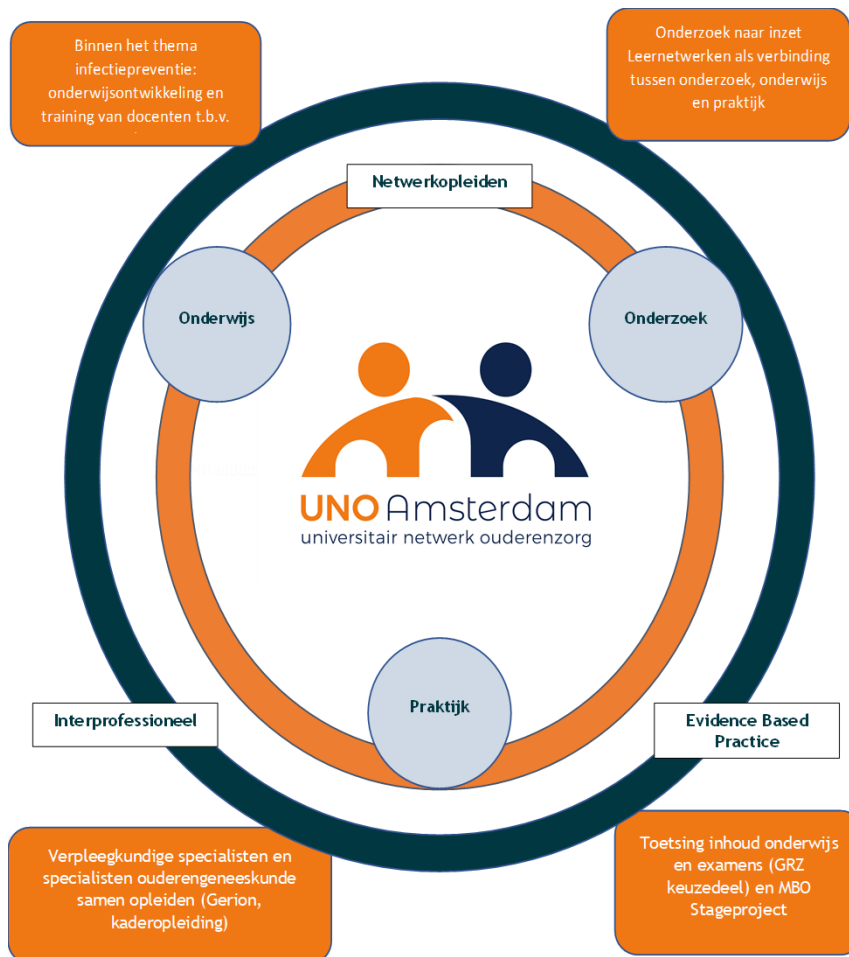 Binnen het thema
infectiepreventie:
onderwijsontwikkeling en
training van docenten t.b.v.
Onderzoek naar inzet
Leernetwerken als verbinding
tussen onderzoek, onderwijs
en praktijk
Netwerkopleiden
Onderwijs
Onderzoek
UNO Amsterdam
universitair netwerk ouderenzorg
Praktijk
Interprofessioneel
Evidence Based
Practice
Verpleegkundige specialisten en
specialisten ouderengeneeskunde
samen opleiden (Gerion,
kaderopleiding)
Toetsing inhoud onderwijs
en examens (GRZ
keuzedeel) en MBO
Stageproject